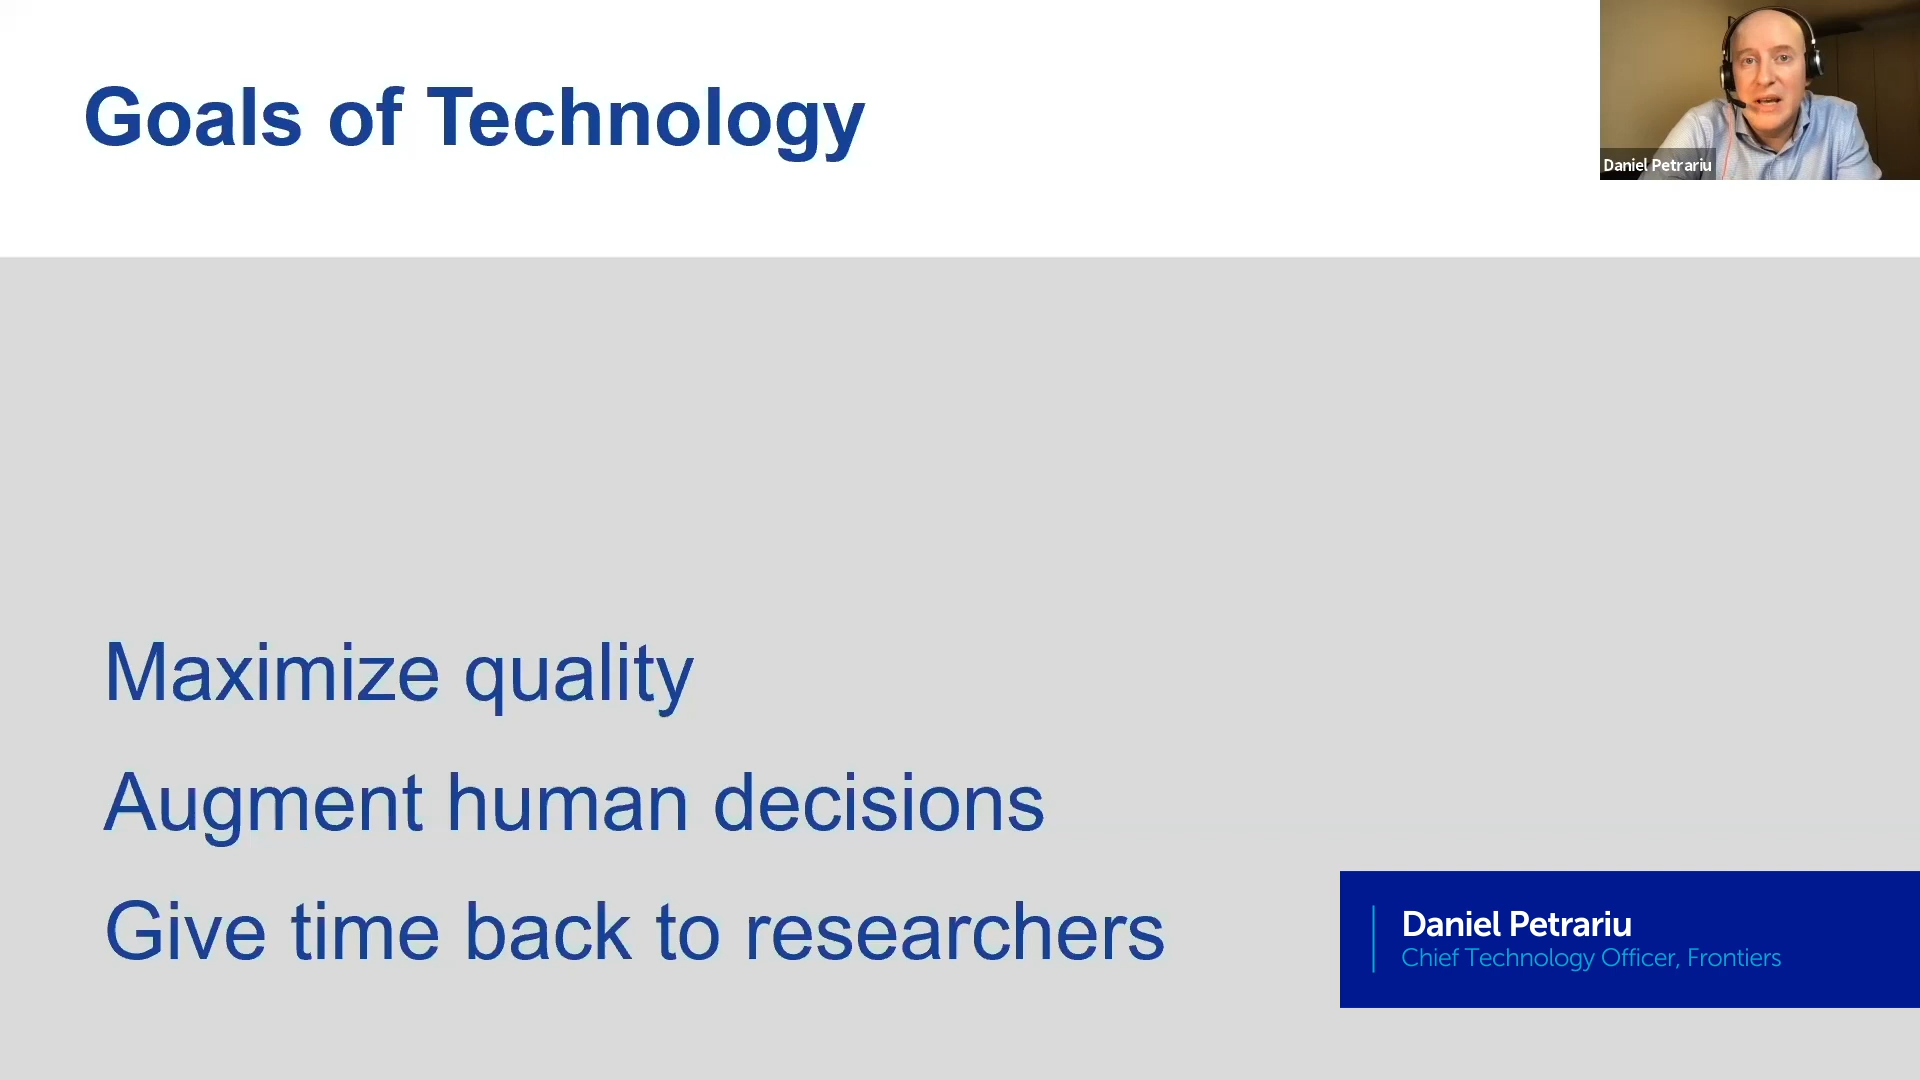 Goals of Technology
Daniel Petrariu
Maximize quality
Augment human decisions
Give time back to researchers
Daniel Petrariu
Chief Technology Officer, Frontiers